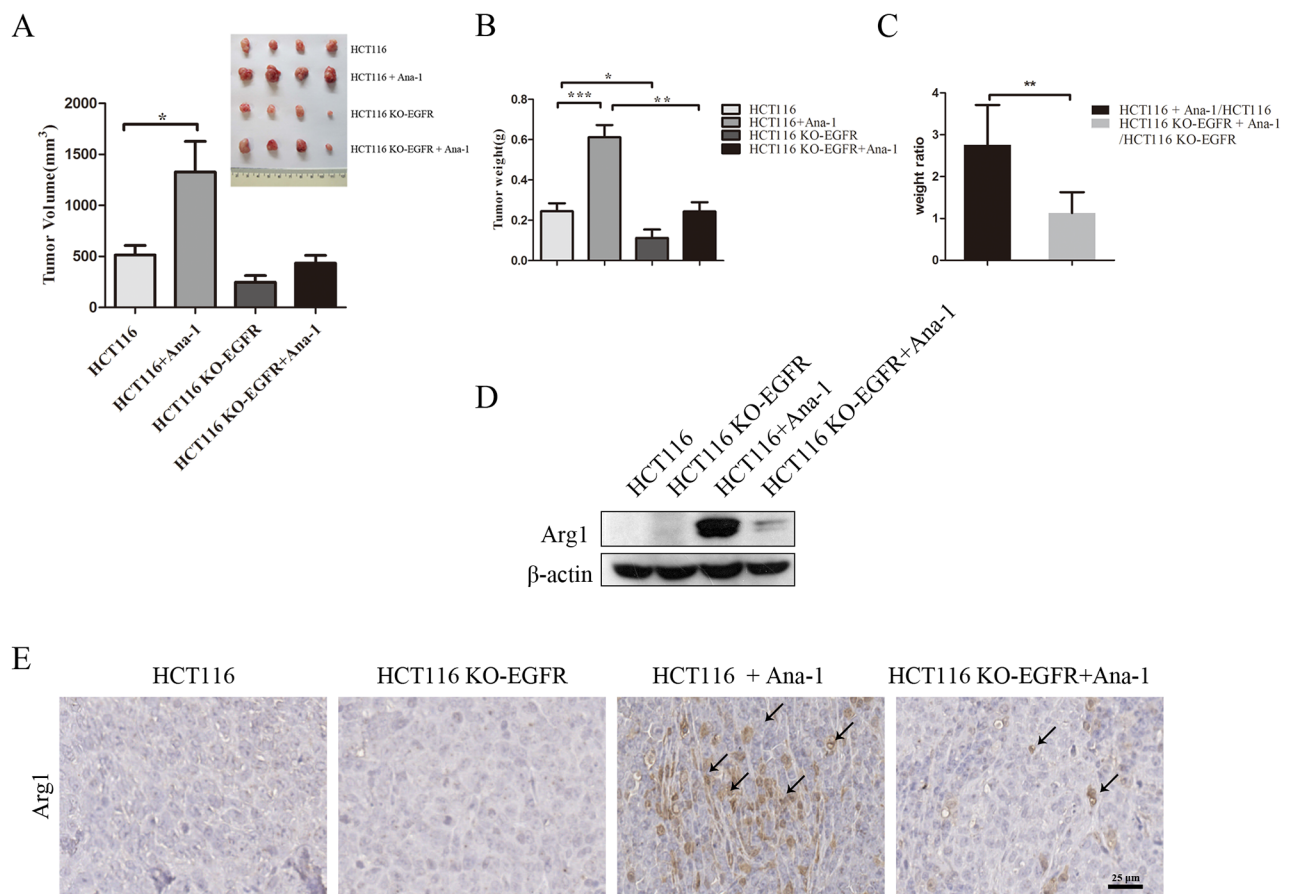 A
HCT116
HCT116 + Ana-1
HCT116 KO-EGFR
HCT116 KO-EGFR + Ana-1
Tumor Volume(mm3)
2000
1500
1000
500
0
*
HCT116
HCT116+Ana-1
HCT116 KO-EGFR
HCT116 KO-EGFR+Ana-1
B
Tumor weight(g)
0.8
0.6
0.4
0.2
0.0
*
***
**
HCT116
HCT116+Ana-1
HCT116 KO-EGFR
HCT116 KO-EGFR+Ana-1
C
weight ratio
4
3
2
1
0
**
HCT116 + Ana-1/HCT116
HCT116 KO-EGFR + Ana-1
/HCT116 KO-EGFR
D
HCT116
HCT116 KO-EGFR
HCT116+Ana-1
HCT116 KO-EGFR+Ana-1
Arg1
β-actin
E
HCT116
HCT116 KO-EGFR
HCT116 + Ana-1
HCT116 KO-EGFR+Ana-1
Arg1
25 μm